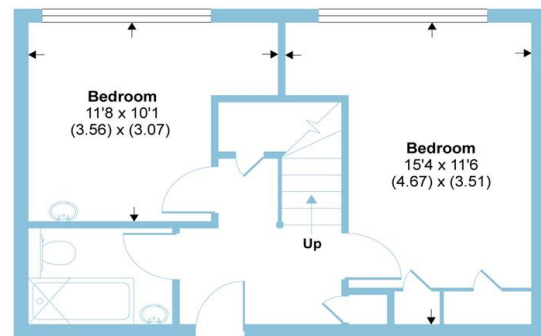 Bedroom
11'8 x 10'1
(3.56) x (3.07)
Bedroom
15'4 x 11'6
(4.67) x (3.51)
Up